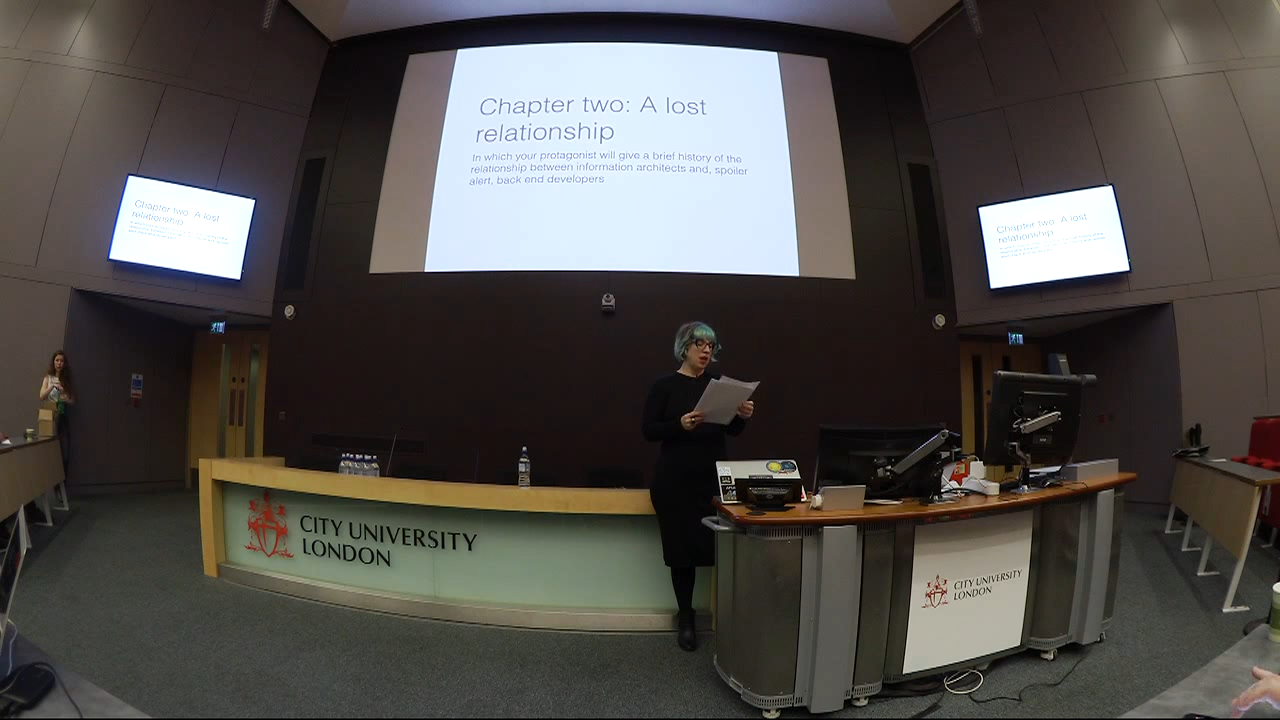 Chapter two: A lost
relationship
In which your protagonist will give a brief history of the
relationship between information architects and, spoiler
alert, back end developers
Chapter two: A lost
relationship
Chapter two: A lost
relationship
CITY UNIVERSITY
LONDON
CITY UNIVERSITY
LONDON